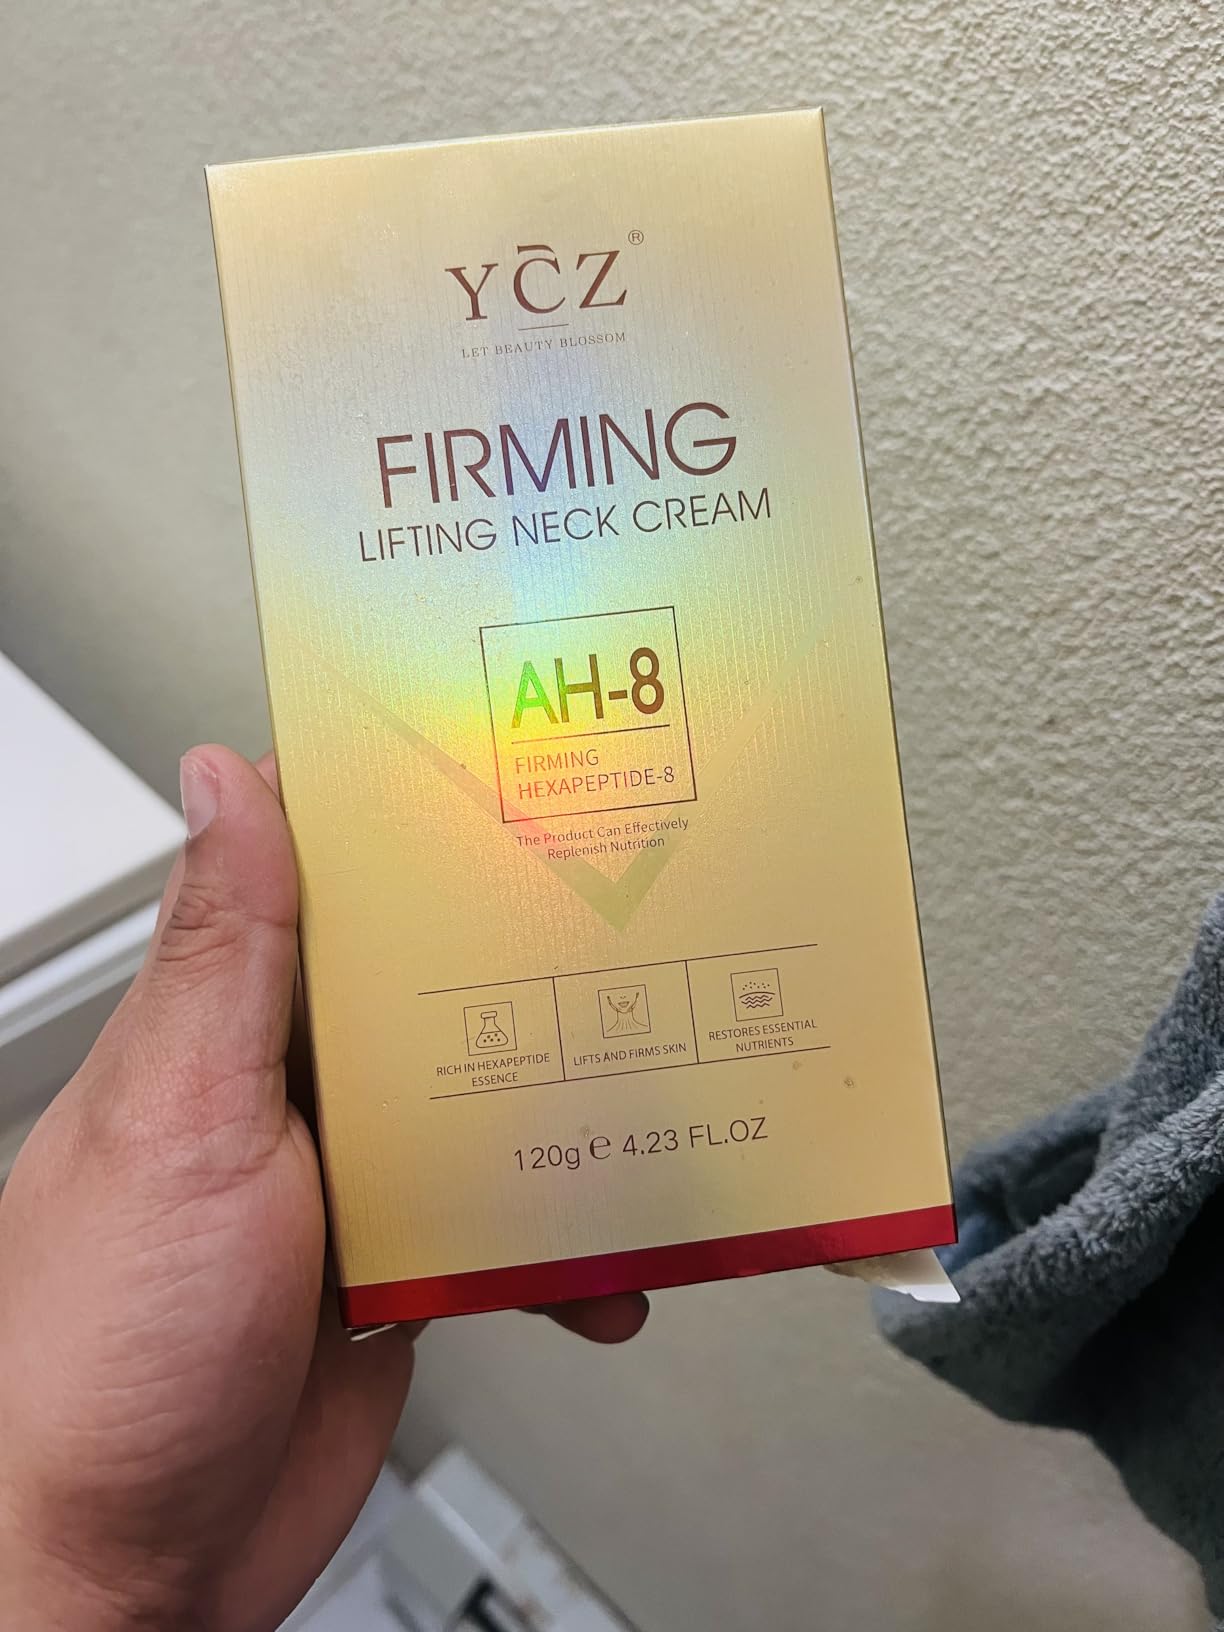 YCZ®
LET BEAUTY BLOSSOM
FIRMING
LIFTING NECK CREAM
AH-8
FIRMING
HEXAPEPTIDE-8
The Product Can Effectively
Replenish Nutrition
RICH IN HEXAPEPTIDE
ESSENCE
LIFTS AND FIRMS SKIN
RESTORES ESSENTIAL
NUTRIENTS
120g ℮ 4.23 FL.OZ